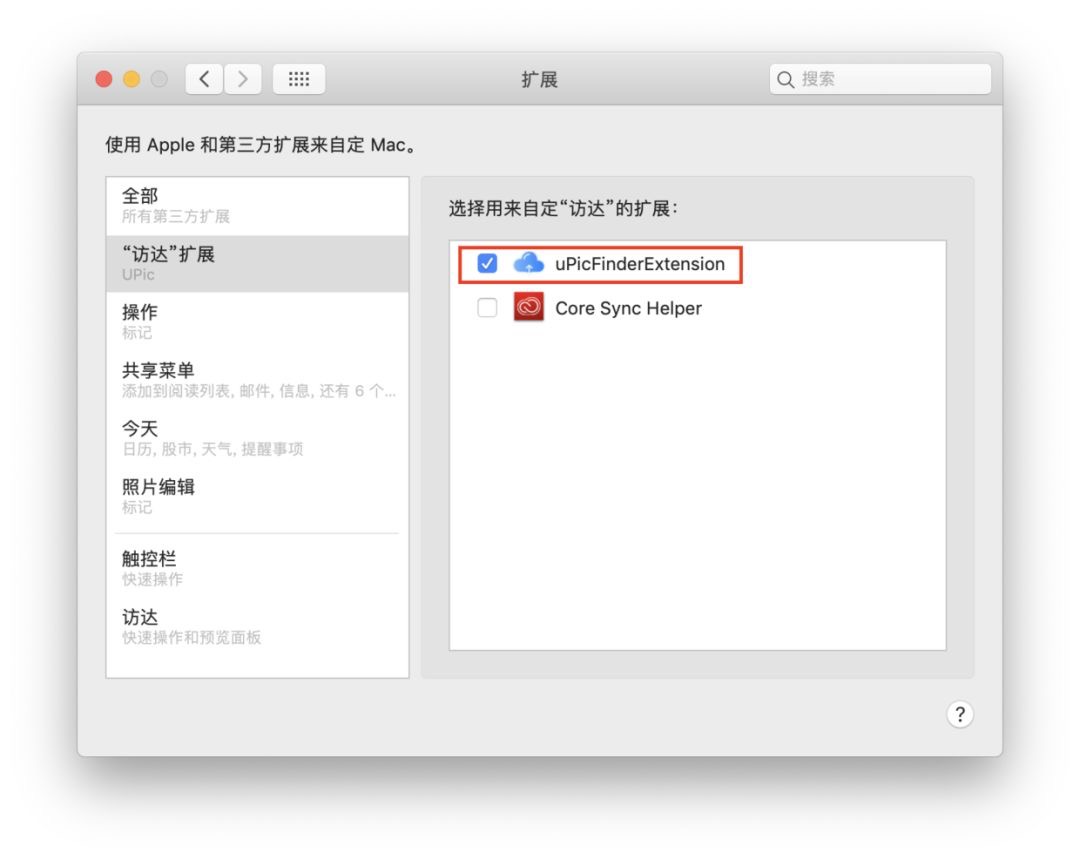 扩展
搜索
使用 Apple 和第三方扩展来自定 Mac。
全部
所有第三方扩展
“访达”扩展
UPic
操作
标记
共享菜单
添加到阅读列表, 邮件, 信息, 还有 6 个...
今天
日历, 股市, 天气, 提醒事项
照片编辑
标记
触控栏
快速操作
访达
快速操作和预览面板
选择用来自定“访达”的扩展：
uPicFinderExtension
Core Sync Helper
?